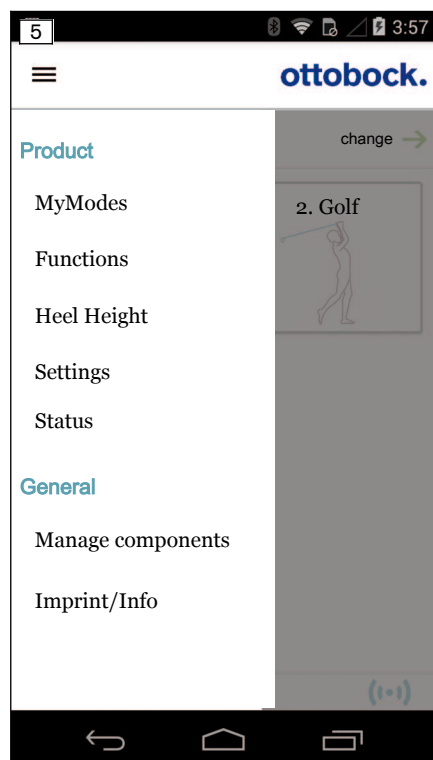 5
3:57
ottobock.
Product
change
MyModes
2. Golf
Functions
Heel Height
Settings
Status
General
Manage components
Imprint/Info